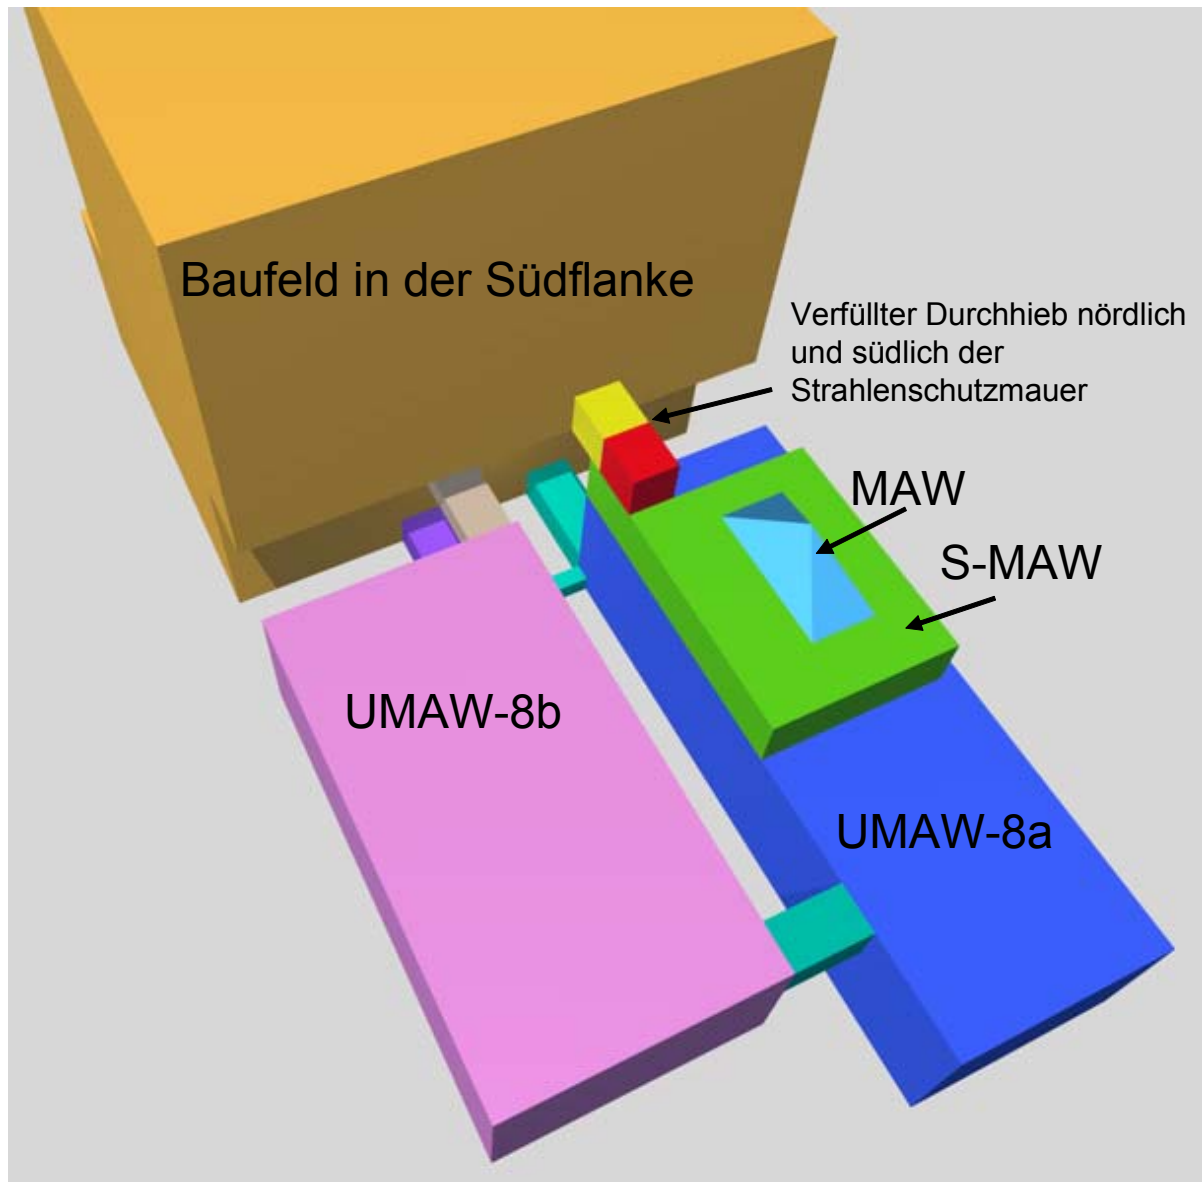 Baufeld in der Südflanke
Verfüllter Durchhieb nördlich
und südlich der
Strahlenschutzmauer
MAW
S-MAW
UMAW-8b
UMAW-8a